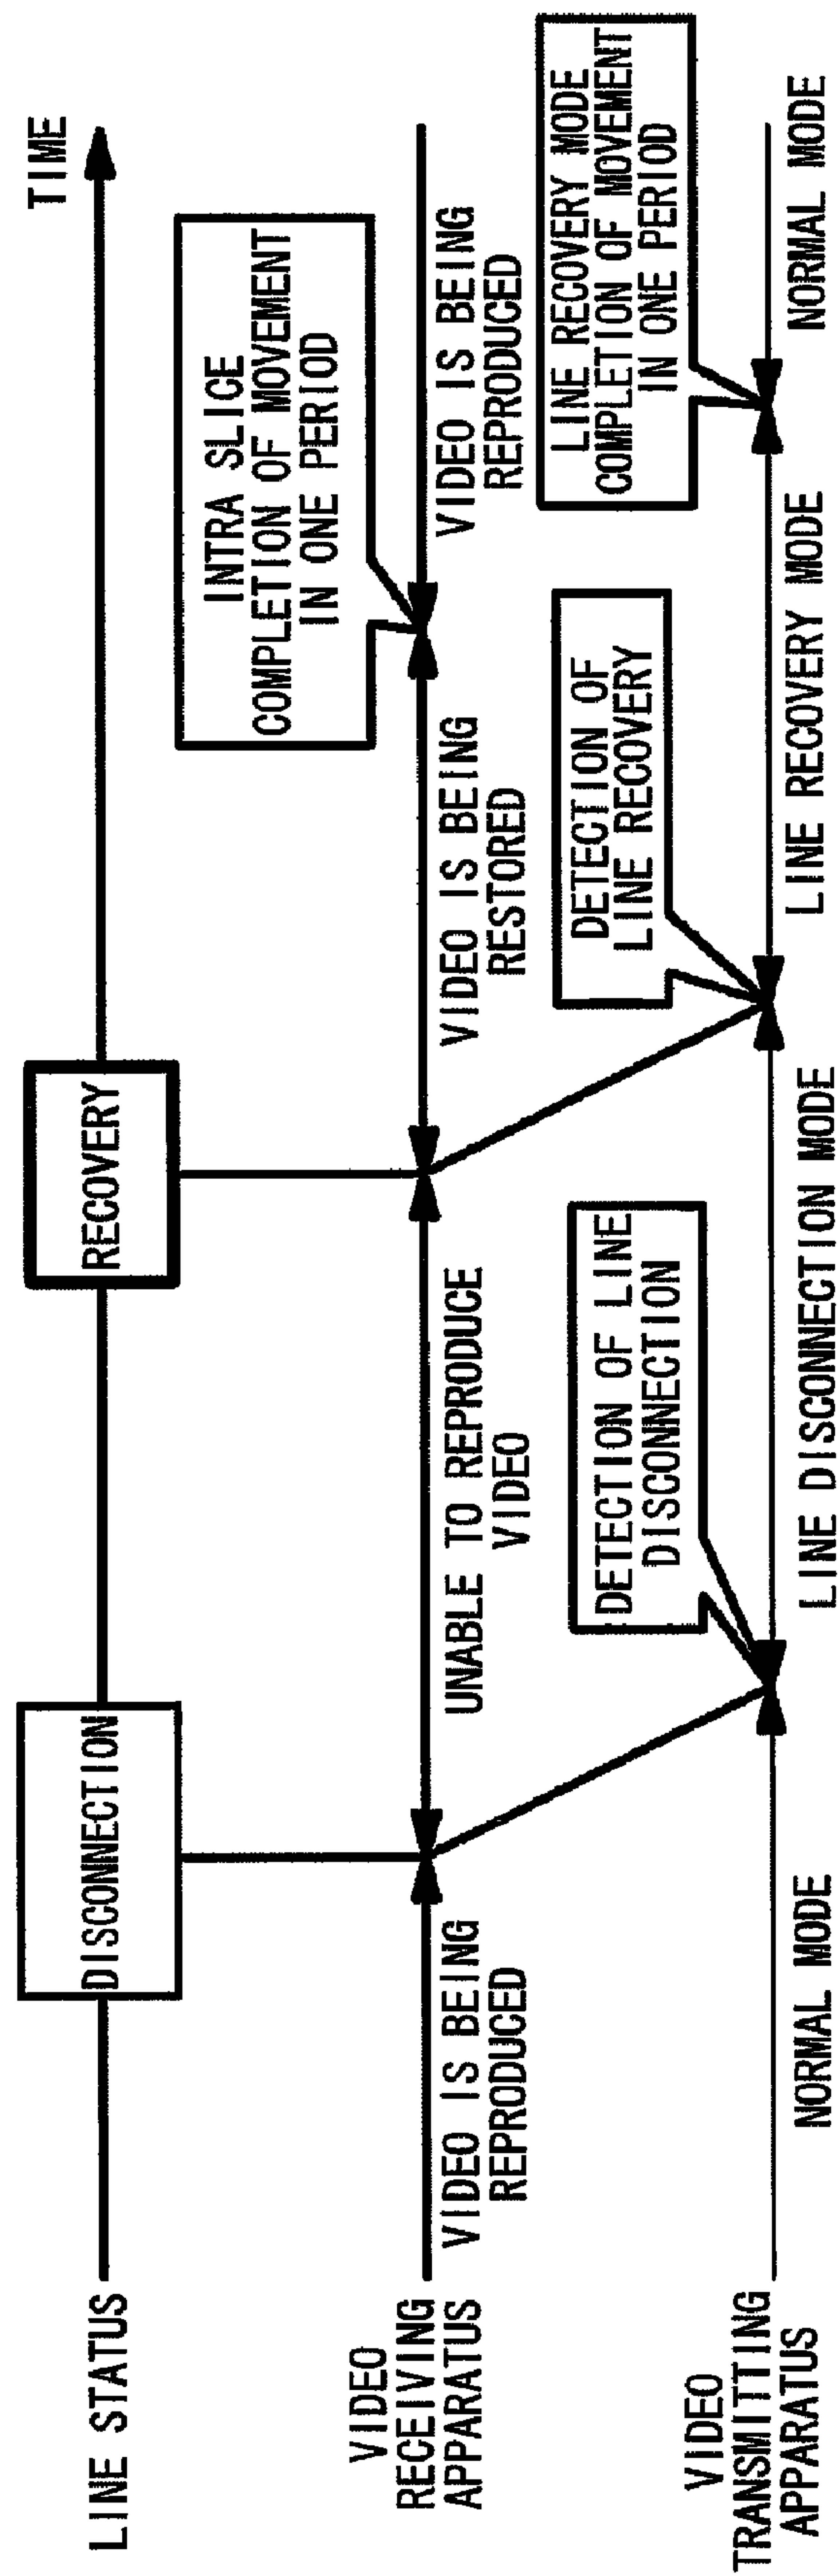 TIME
LINE STATUS
DISCONNECTION
RECOVERY
INTRA SLICE
COMPLETION OF MOVEMENT
IN ONE PERIOD
VIDEO
RECEIVING
APPARATUS
VIDEO IS BEING
REPRODUCED
UNABLE TO REPRODUCE
VIDEO
VIDEO IS BEING
RESTORED
VIDEO IS BEING
REPRODUCED
DETECTION OF LINE
DISCONNECTION
DETECTION OF
LINE RECOVERY
LINE RECOVERY MODE
COMPLETION OF MOVEMENT
IN ONE PERIOD
VIDEO
TRANSMITTING
APPARATUS
NORMAL MODE
LINE DISCONNECTION MODE
LINE RECOVERY MODE
NORMAL MODE